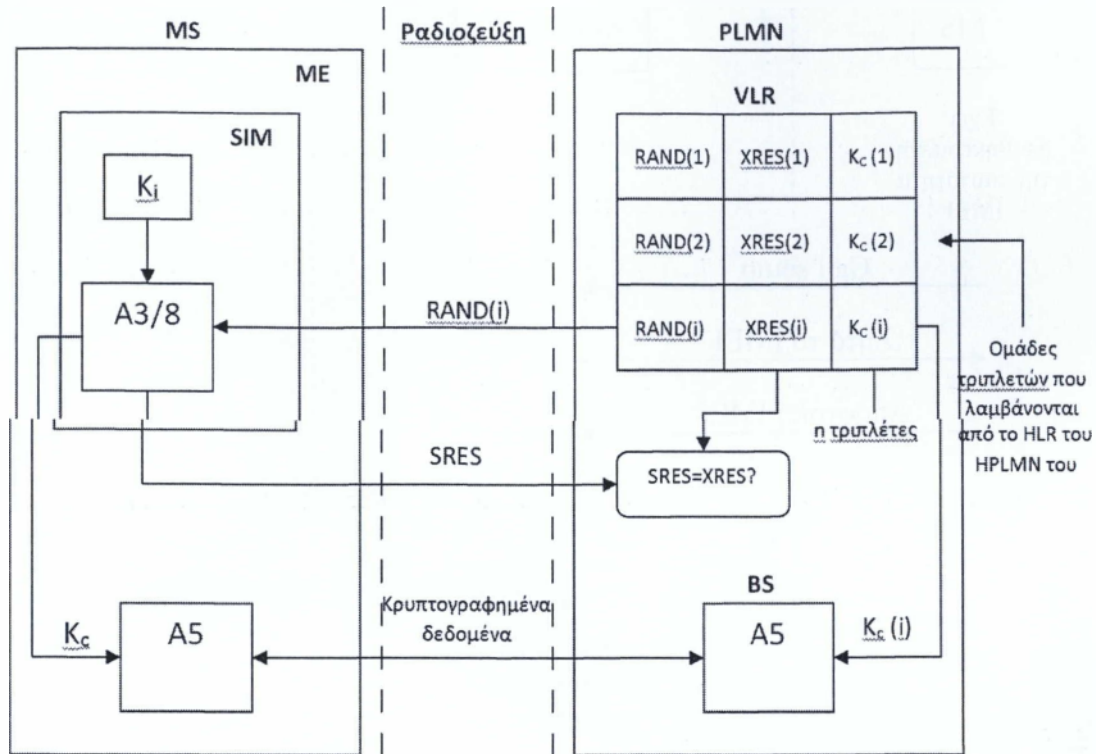 MS
Ραδιοζεύξη
PLMN
ME
VLR
SIM
RAND(1) XRES(1) Kc (1)
Ki
RAND(2) XRES(2) Kc (2)
A3/8
RAND(i)
RAND(i) XRES(i) Kc (i)
Ομάδες
τριπλετών που
λαμβάνονται
από το HLR του
HPLMN του
n τριπλέτες
SRES
SRES=XRES?
BS
Κρυπτογραφημένα
δεδομένα
Kc
A5
A5
Kc (i)